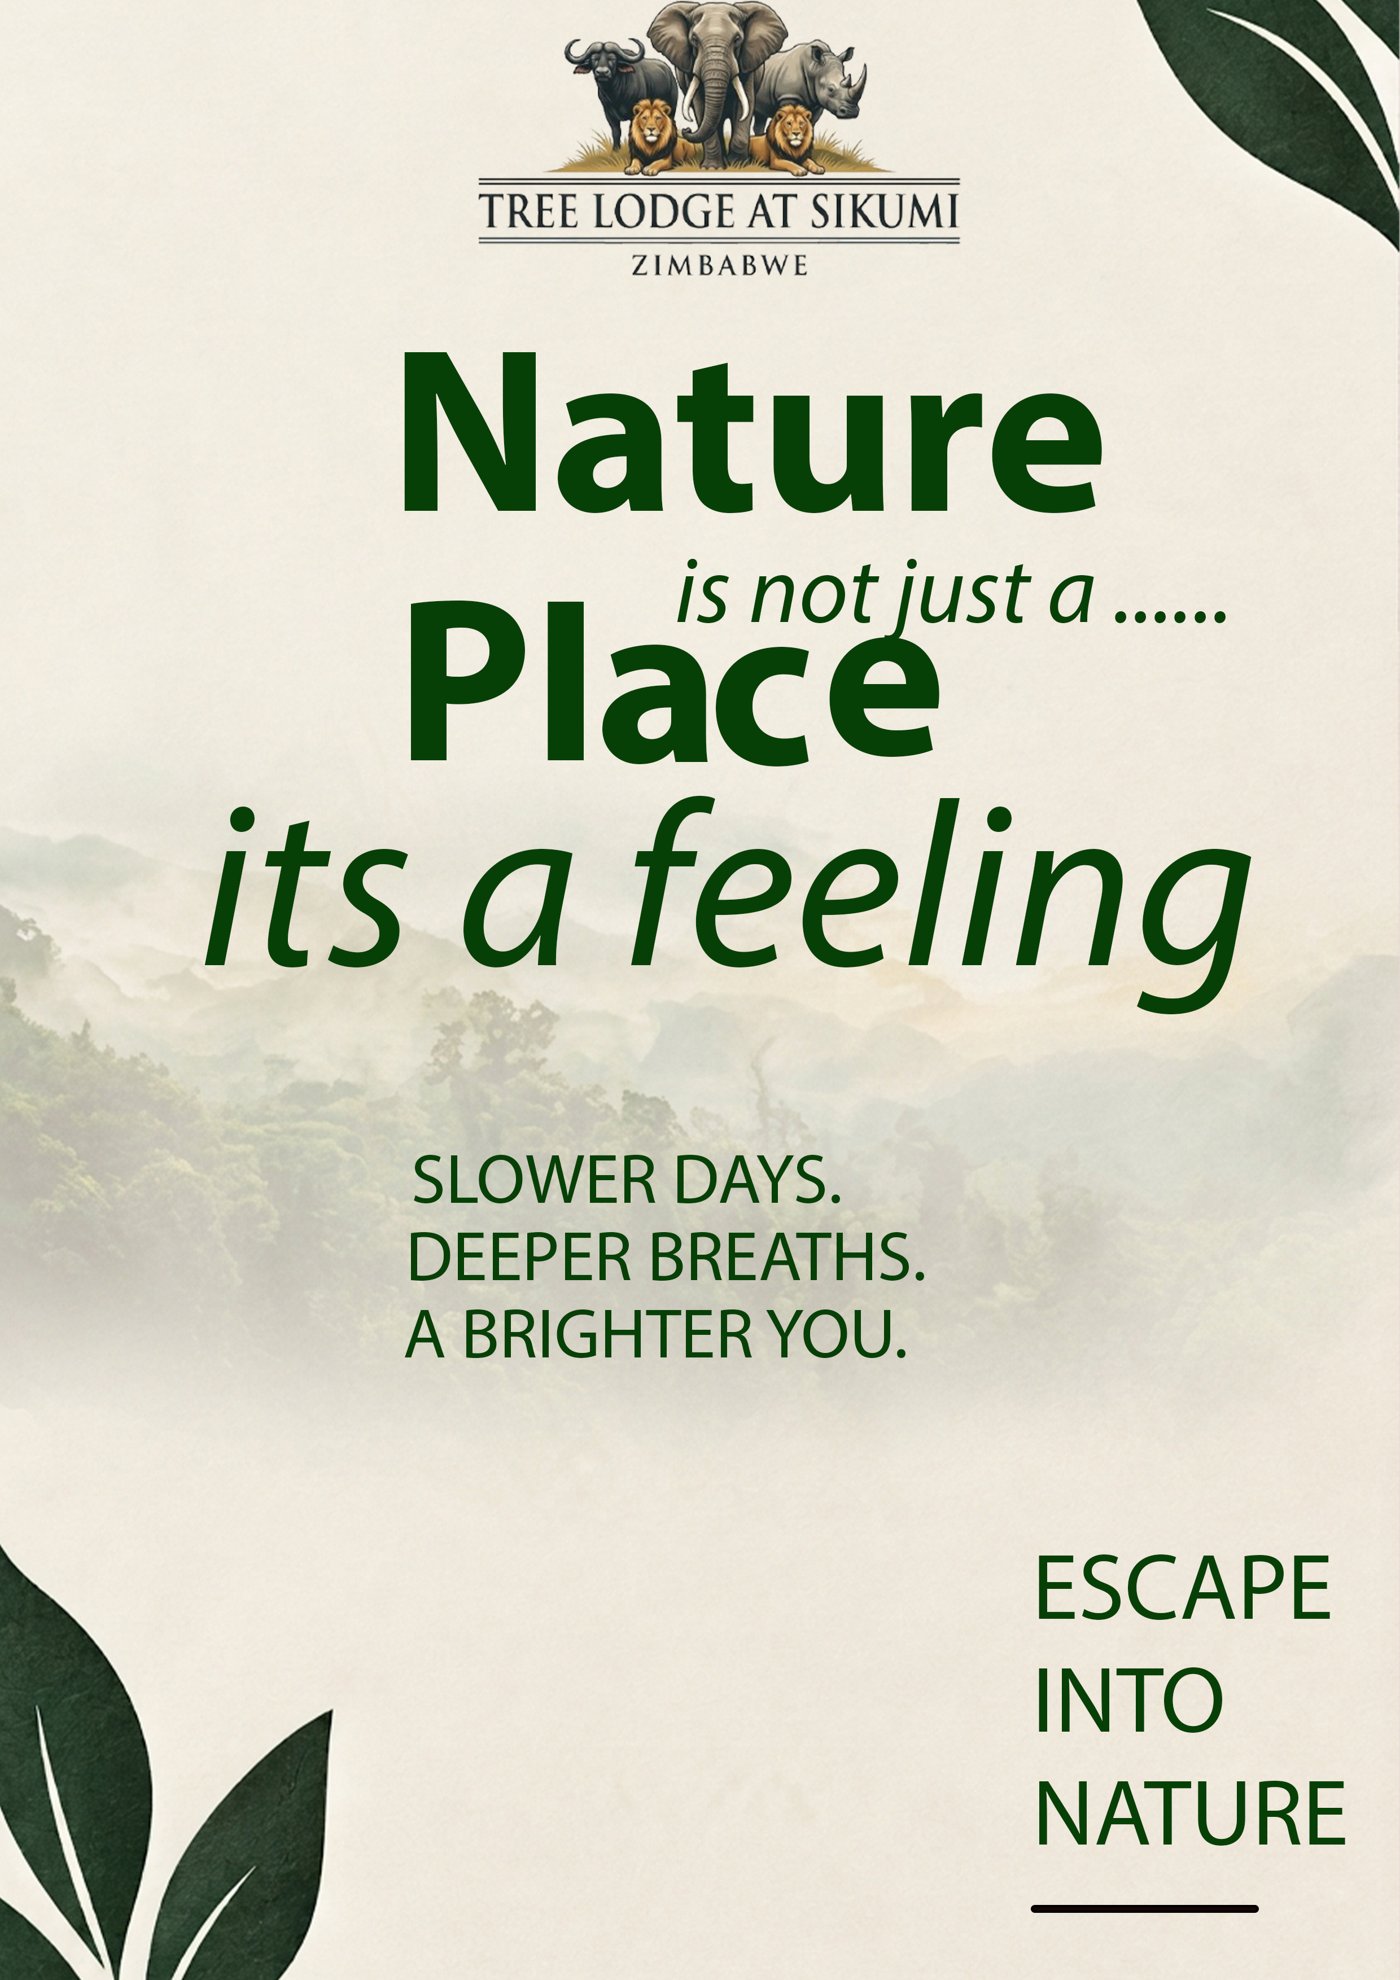 TREE LODGE AT SIKUMI
ZIMBABWE
Nature
is not just a ......
Place
its a feeling
SLOWER DAYS.
DEEPER BREATHS.
A BRIGHTER YOU.
ESCAPE
INTO
NATURE